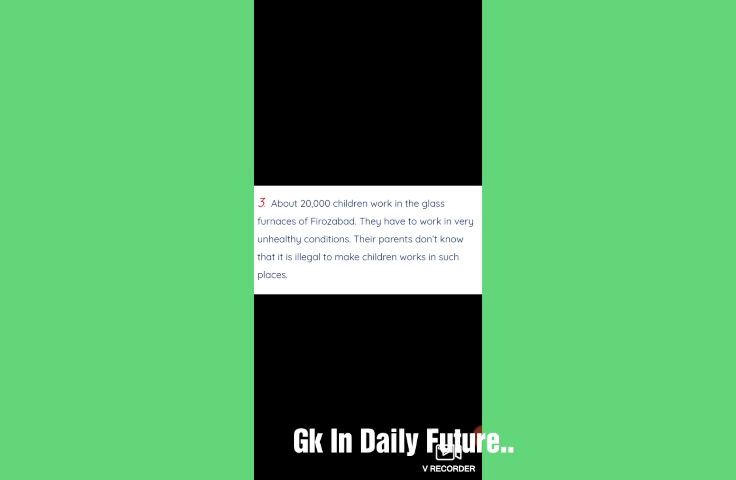 3. About 20,000 children work in the glass
furnaces of Firozabad. They have to work in very
unhealthy conditions. Their parents don't know
that it is illegal to make children works in such
places.
Gk In Daily Future..
V RECORDER